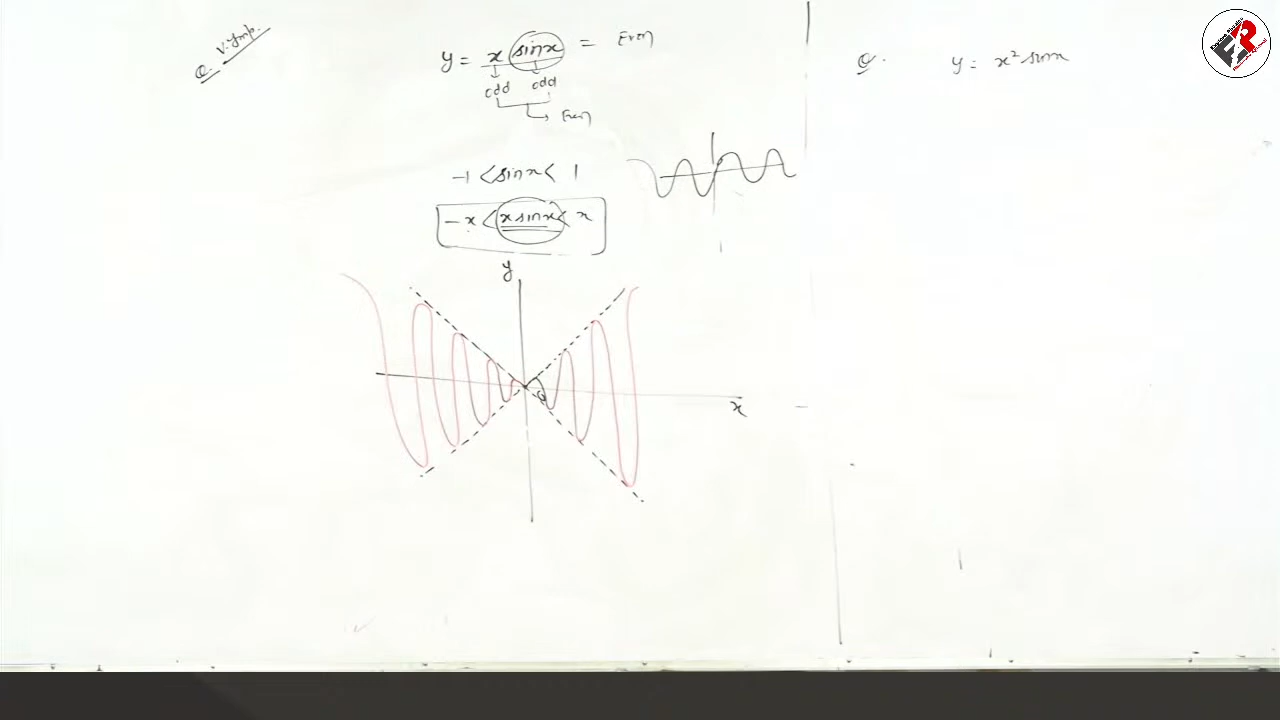 Q. V.Imp.
y = x sinx = Even
odd odd
→ Even
-1 < sinx < 1
-x < x sinx < x
y
x
Q. y = x² sinx